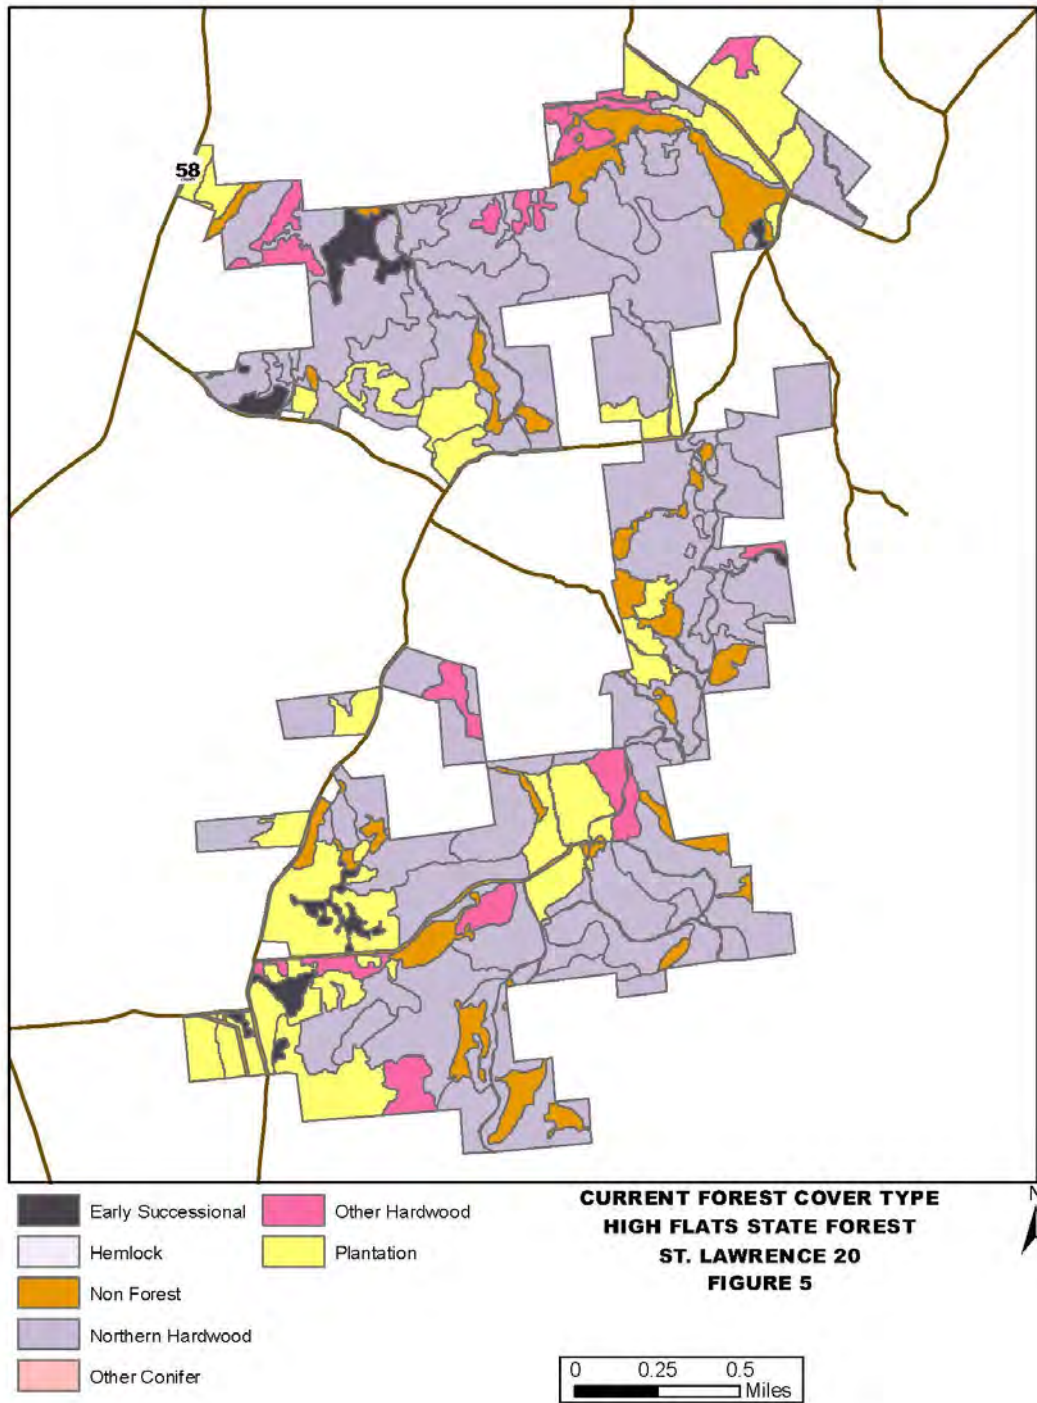 58
Early Successional
Hemlock
Non Forest
Northern Hardwood
Other Conifer
Other Hardwood
Plantation
CURRENT FOREST COVER TYPE
HIGH FLATS STATE FOREST
ST. LAWRENCE 20
FIGURE 5
N
0 0.25 0.5
Miles